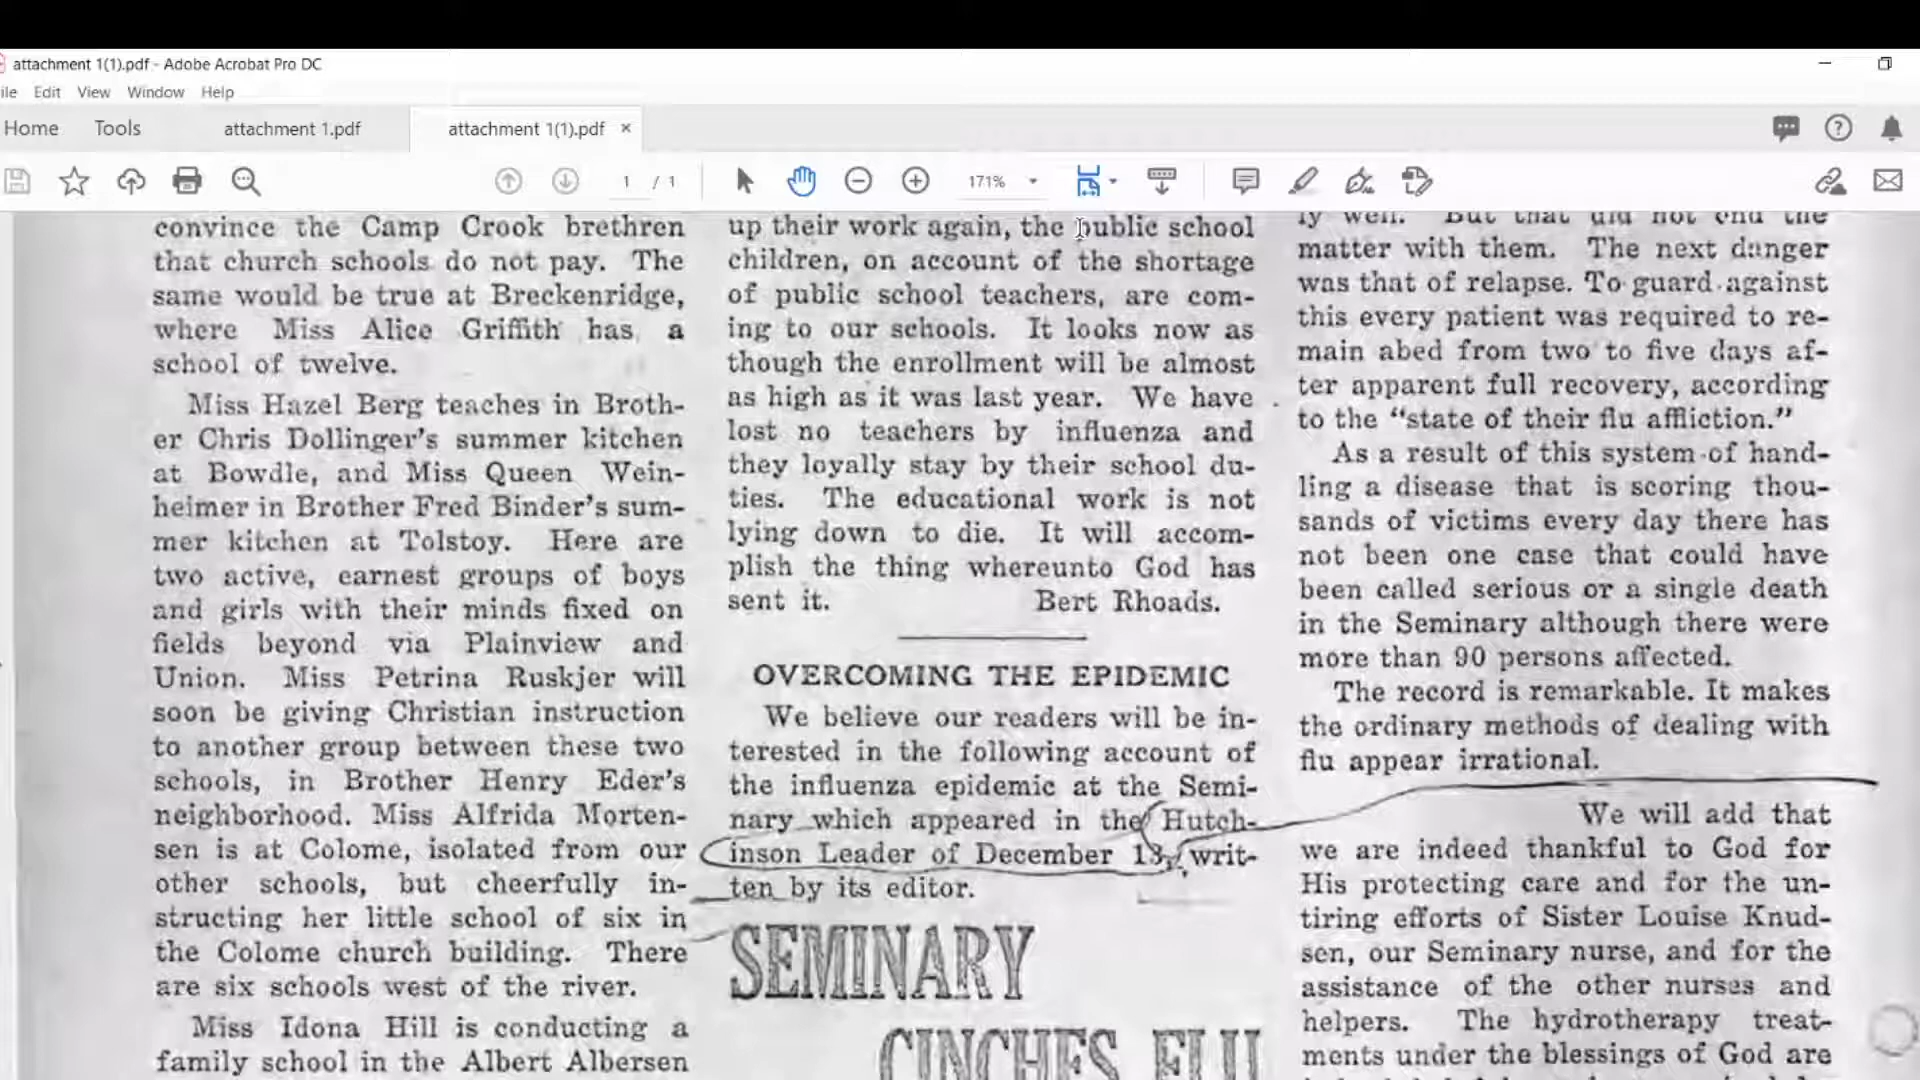 attachment 1(1).pdf - Adobe Acrobat Pro DC
ile Edit View Window Help
Home Tools attachment 1.pdf attachment 1(1).pdf ×
1 / 1 171%
convince the Camp Crook brethren
that church schools do not pay. The
same would be true at Breckenridge,
where Miss Alice Griffith has a
school of twelve.
Miss Hazel Berg teaches in Broth-
er Chris Dollinger's summer kitchen
at Bowdle, and Miss Queen Wein-
heimer in Brother Fred Binder's sum-
mer kitchen at Tolstoy. Here are
two active, earnest groups of boys
and girls with their minds fixed on
fields beyond via Plainview and
Union. Miss Petrina Ruskjer will
soon be giving Christian instruction
to another group between these two
schools, in Brother Henry Eder's
neighborhood. Miss Alfrida Morten-
sen is at Colome, isolated from our
other schools, but cheerfully in-
structing her little school of six in
the Colome church building. There
are six schools west of the river.
Miss Idona Hill is conducting a
family school in the Albert Albersen
up their work again, the public school
children, on account of the shortage
of public school teachers, are com-
ing to our schools. It looks now as
though the enrollment will be almost
as high as it was last year. We have
lost no teachers by influenza and
they loyally stay by their school du-
ties. The educational work is not
lying down to die. It will accom-
plish the thing whereunto God has
sent it. Bert Rhoads.
OVERCOMING THE EPIDEMIC
We believe our readers will be in-
terested in the following account of
the influenza epidemic at the Semi-
nary which appeared in the Hutch-
inson Leader of December 13, writ-
ten by its editor.
SEMINARY
CINCHES FLU
ly well. But that did not end the
matter with them. The next danger
was that of relapse. To guard against
this every patient was required to re-
main abed from two to five days af-
ter apparent full recovery, according
to the "state of their flu affliction."
As a result of this system of hand-
ling a disease that is scoring thou-
sands of victims every day there has
not been one case that could have
been called serious or a single death
in the Seminary although there were
more than 90 persons affected.
The record is remarkable. It makes
the ordinary methods of dealing with
flu appear irrational.
We will add that
we are indeed thankful to God for
His protecting care and for the un-
tiring efforts of Sister Louise Knud-
sen, our Seminary nurse, and for the
assistance of the other nurses and
helpers. The hydrotherapy treat-
ments under the blessings of God are